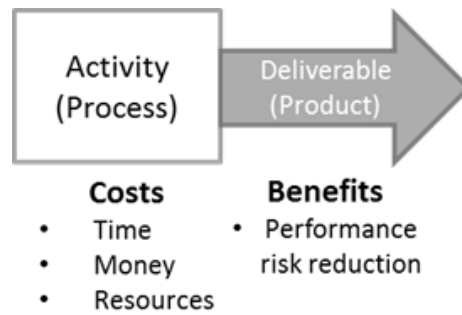 Activity
(Process)
Deliverable
(Product)
Costs
• Time
• Money
• Resources
Benefits
• Performance
risk reduction